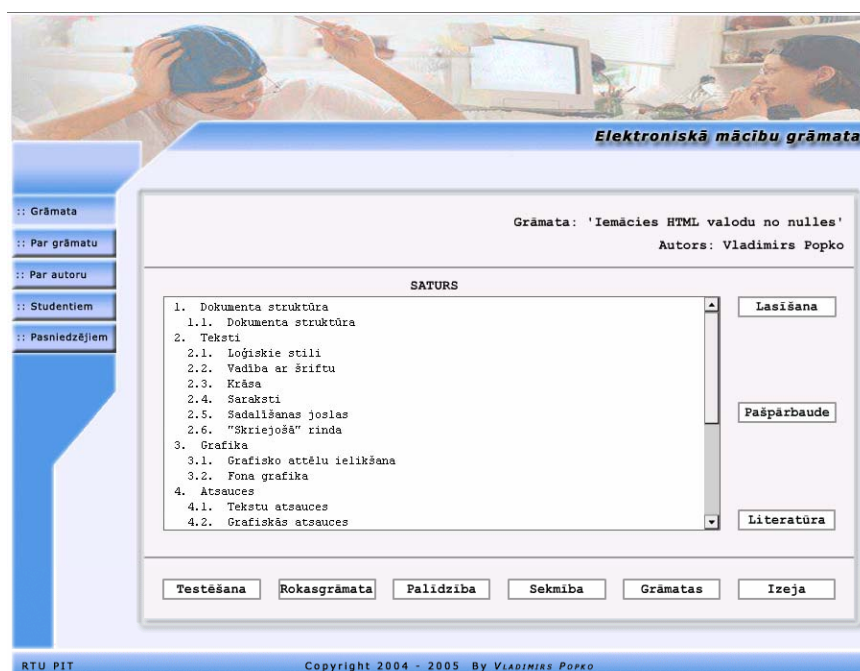 Elektroniskā mācību grāmata
:: Grāmata
:: Par grāmatu
:: Par autoru
:: Studentiem
:: Pasniedzējiem
Grāmata: 'Iemācies HTML valodu no nulles'
Autors: Vladimirs Popko
SATURS
1. Dokumenta struktūra
1.1. Dokumenta struktūra
2. Teksti
2.1. Loģiskie stili
2.2. Vadība ar šriftu
2.3. Krāsa
2.4. Saraksti
2.5. Sadalīšanas joslas
2.6. "Skriejošā" rinda
3. Grafika
3.1. Grafisko attēlu ielikšana
3.2. Fona grafika
4. Atsauces
4.1. Tekstu atsauces
4.2. Grafiskās atsauces
Lasīšana
Pašpārbaude
Literatūra
Testēšana Rokasgrāmata Palīdzība Sekmība Grāmatas Izeja
RTU PIT Copyright 2004 - 2005 By VLADIMIRS POPKO